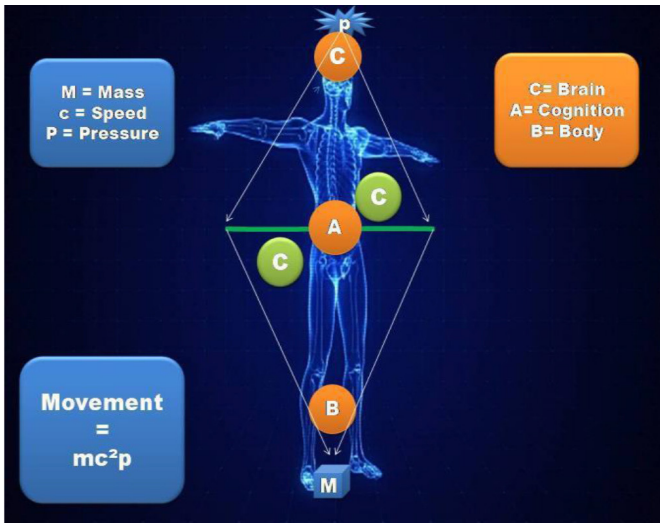 p
C
M = Mass
c = Speed
P = Pressure
C= Brain
A= Cognition
B= Body
C
A
C
B
M
Movement
=
mc²p